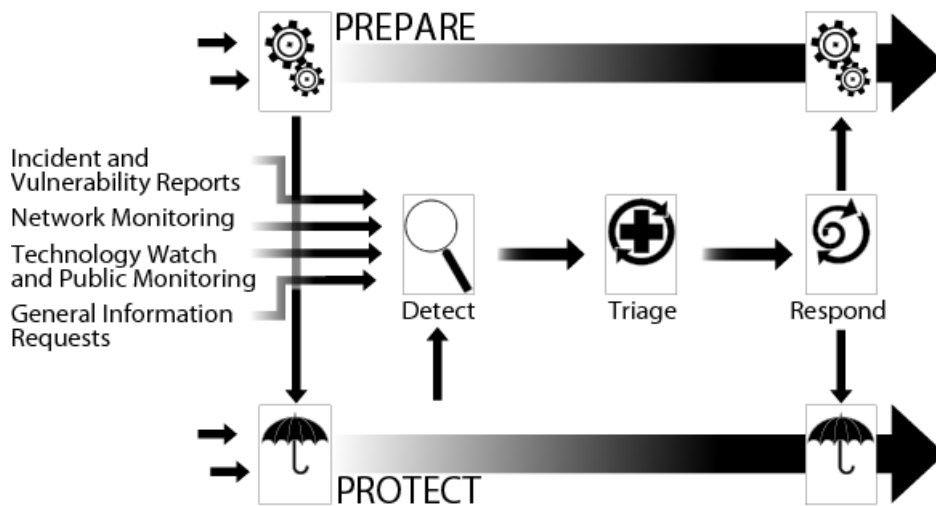 PREPARE
Incident and
Vulnerability Reports
Network Monitoring
Technology Watch
and Public Monitoring
General Information
Requests
Detect
Triage
Respond
PROTECT